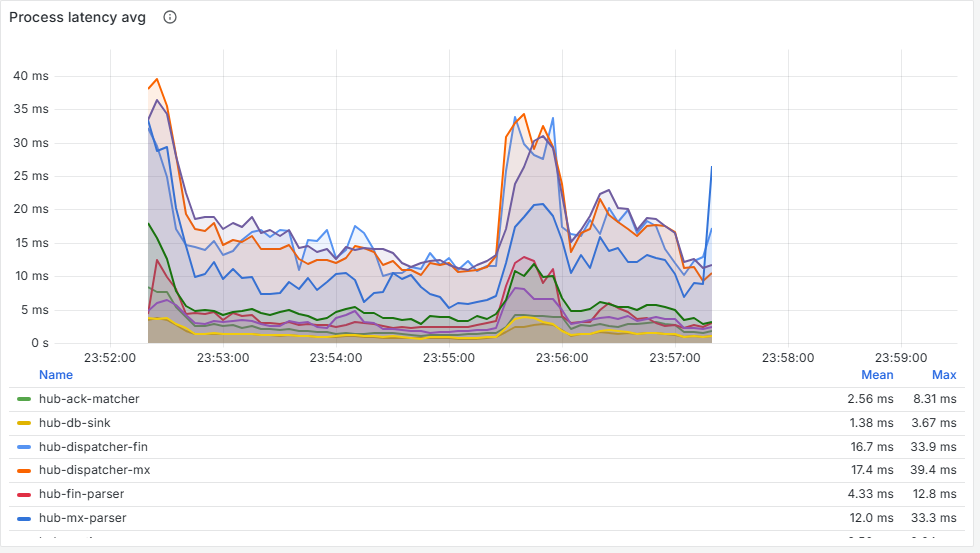 Process latency avg
40 ms
35 ms
30 ms
25 ms
20 ms
15 ms
10 ms
5 ms
0 s
23:52:00 23:53:00 23:54:00 23:55:00 23:56:00 23:57:00 23:58:00 23:59:00
Name Mean Max
hub-ack-matcher 2.56 ms 8.31 ms
hub-db-sink 1.38 ms 3.67 ms
hub-dispatcher-fin 16.7 ms 33.9 ms
hub-dispatcher-mx 17.4 ms 39.4 ms
hub-fin-parser 4.33 ms 12.8 ms
hub-mx-parser 12.0 ms 33.3 ms